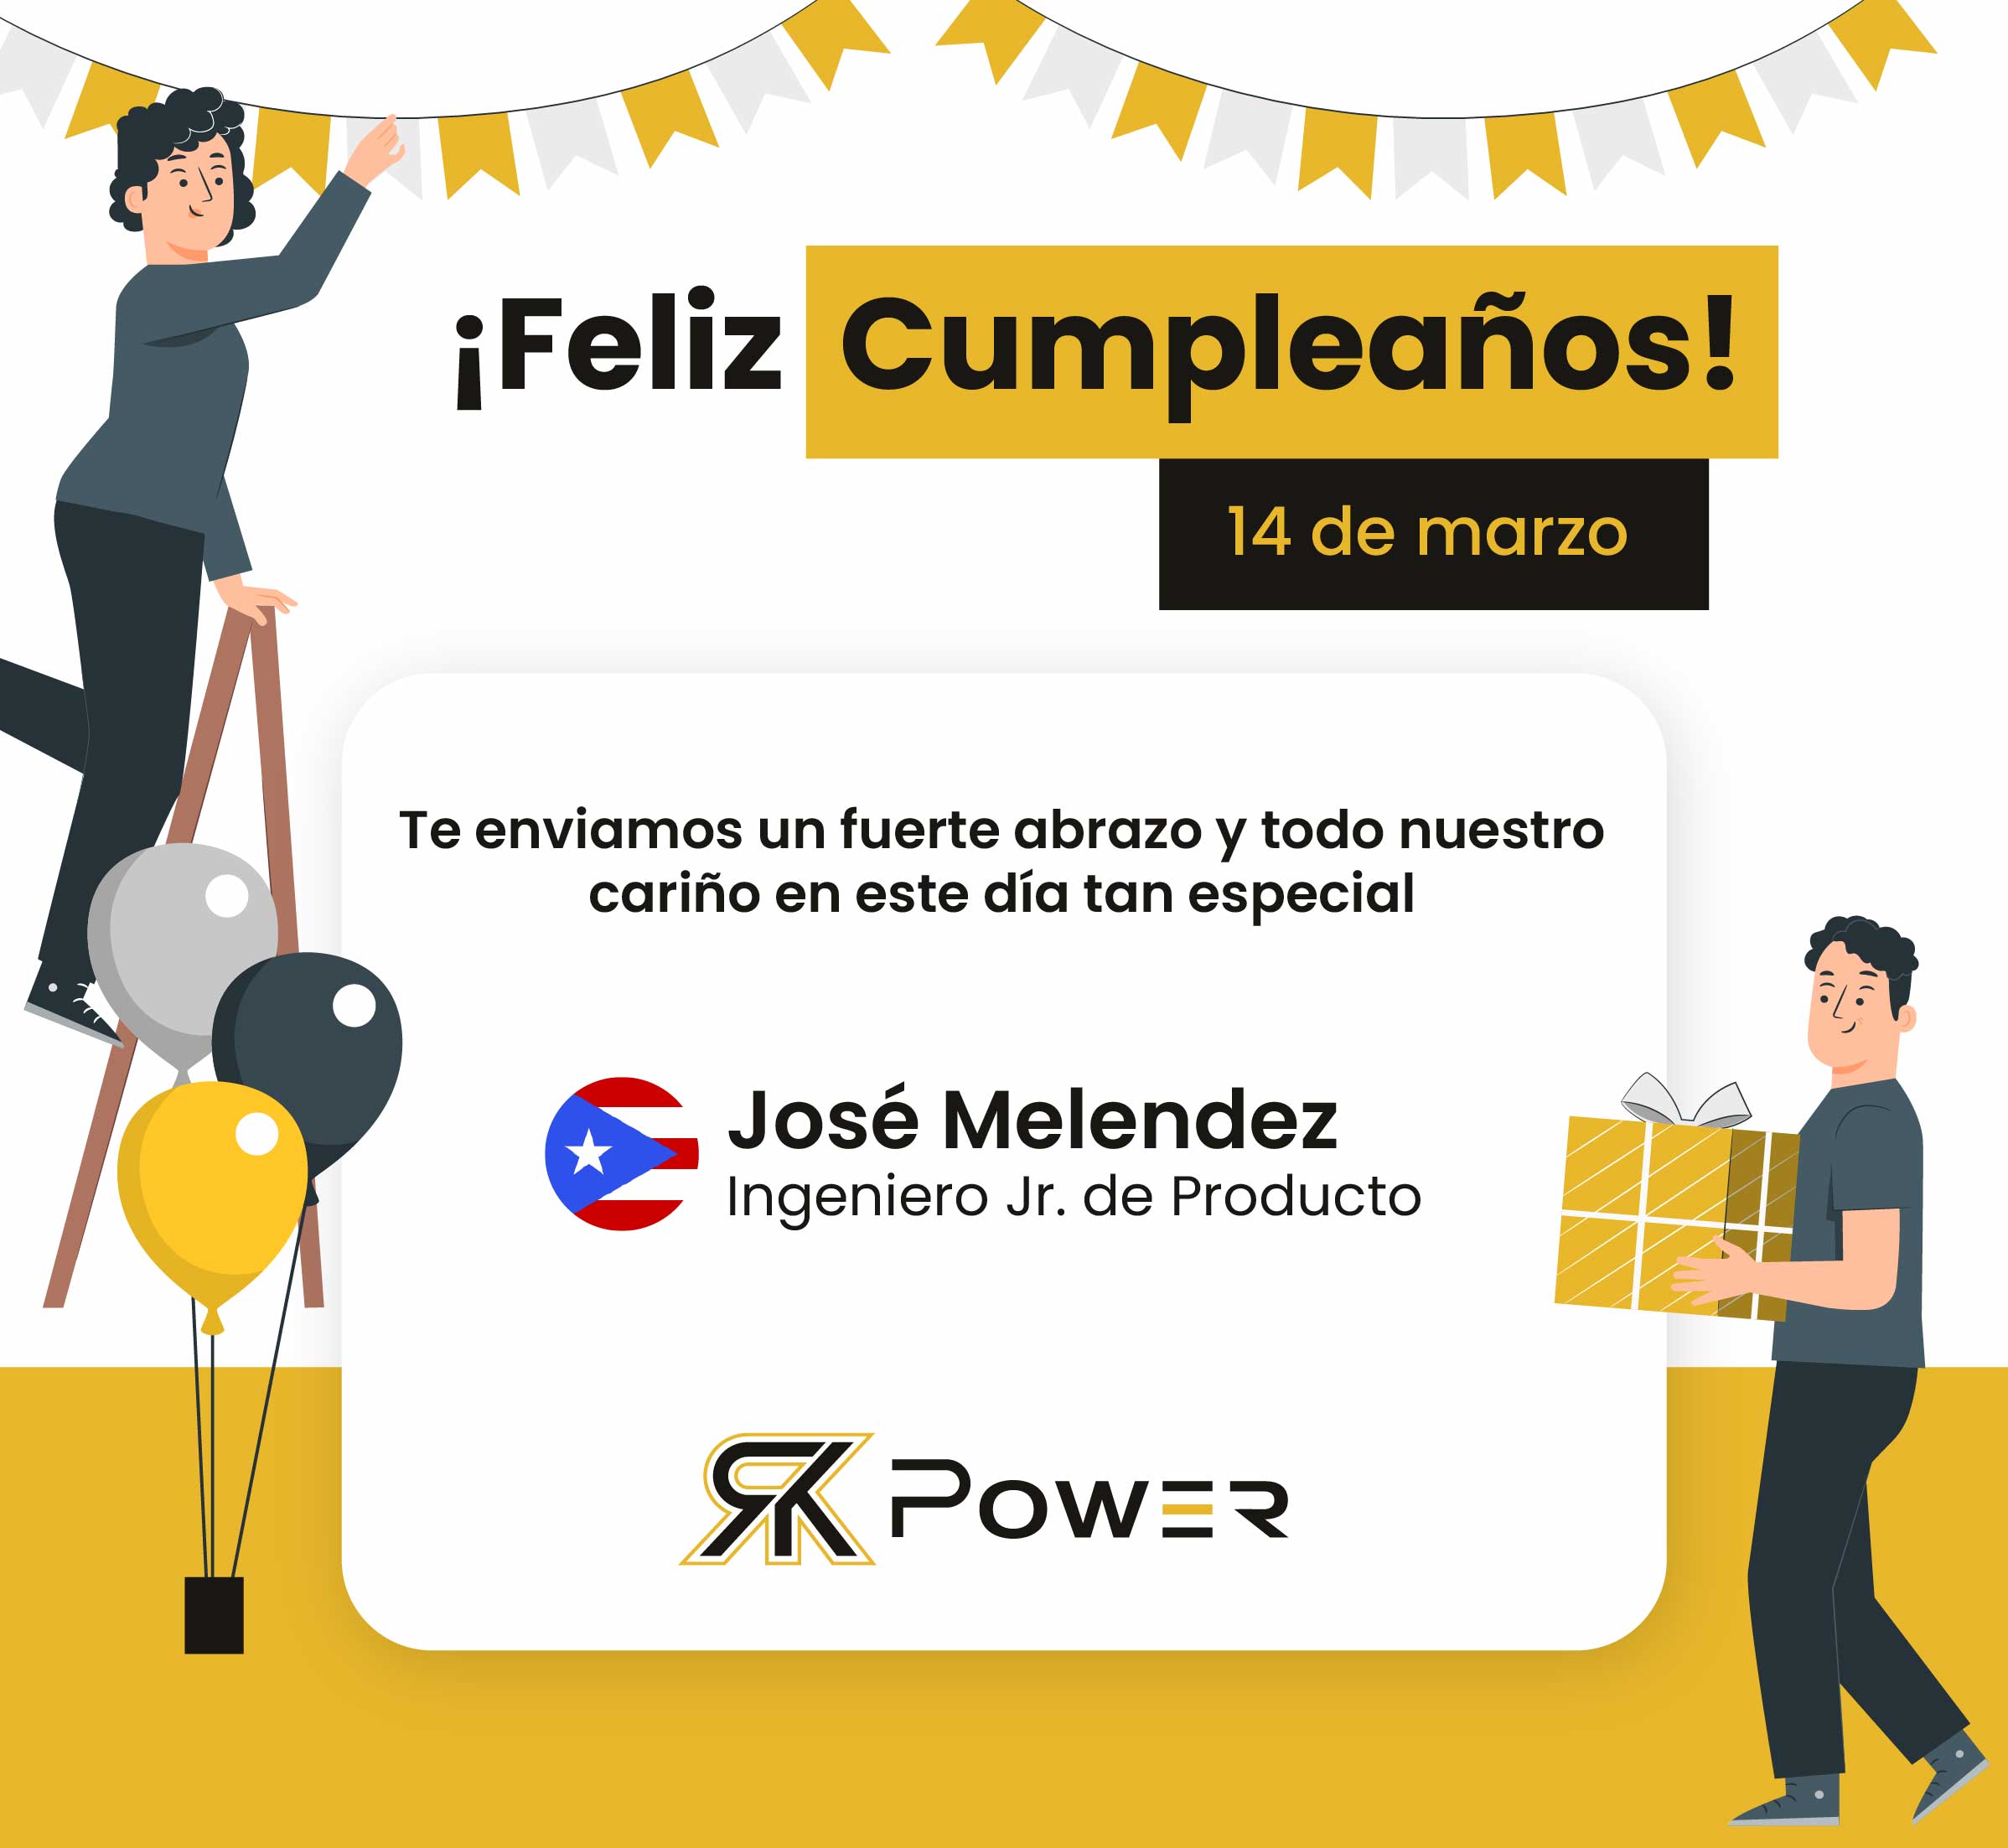 ¡Feliz Cumpleaños!
14 de marzo
Te enviamos un fuerte abrazo y todo nuestro
cariño en este día tan especial
José Melendez
Ingeniero Jr. de Producto
RK Power